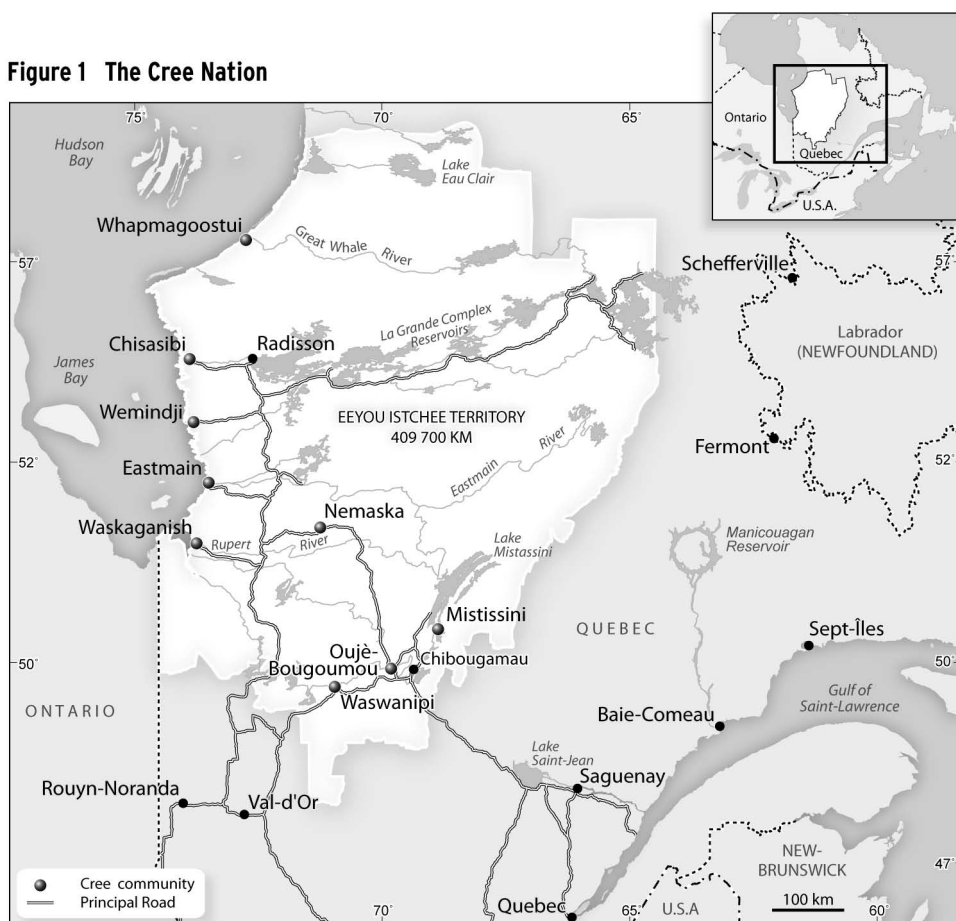 Figure 1 The Cree Nation
Ontario
Quebec
U.S.A.
75
70
65
Hudson
Bay
Lake
Eau Clair
Whapmagoostui
Great Whale River
57
57
Schefferville
La Grande Complex
Reservoirs
Chisasibi
Radisson
Labrador
(NEWFOUNDLAND)
James
Bay
Wemindji
EEYOU ISTCHEE TERRITORY
409 700 KM
Fermont
52
52
Eastmain
Eastmain River
Nemaska
Waskaganish
Rupert River
Lake
Mistassini
Manicouagan
Reservoir
Mistissini
QUEBEC
Sept-Îles
Oujè-
Bougoumou
Chibougamau
50
50
Waswanipi
ONTARIO
Gulf of
Saint-Lawrence
Baie-Comeau
Lake
Saint-Jean
Saguenay
Rouyn-Noranda
Val-d'Or
NEW-
BRUNSWICK
47
Cree community
Principal Road
Quebec
70
65
U.S.A
100 km
60